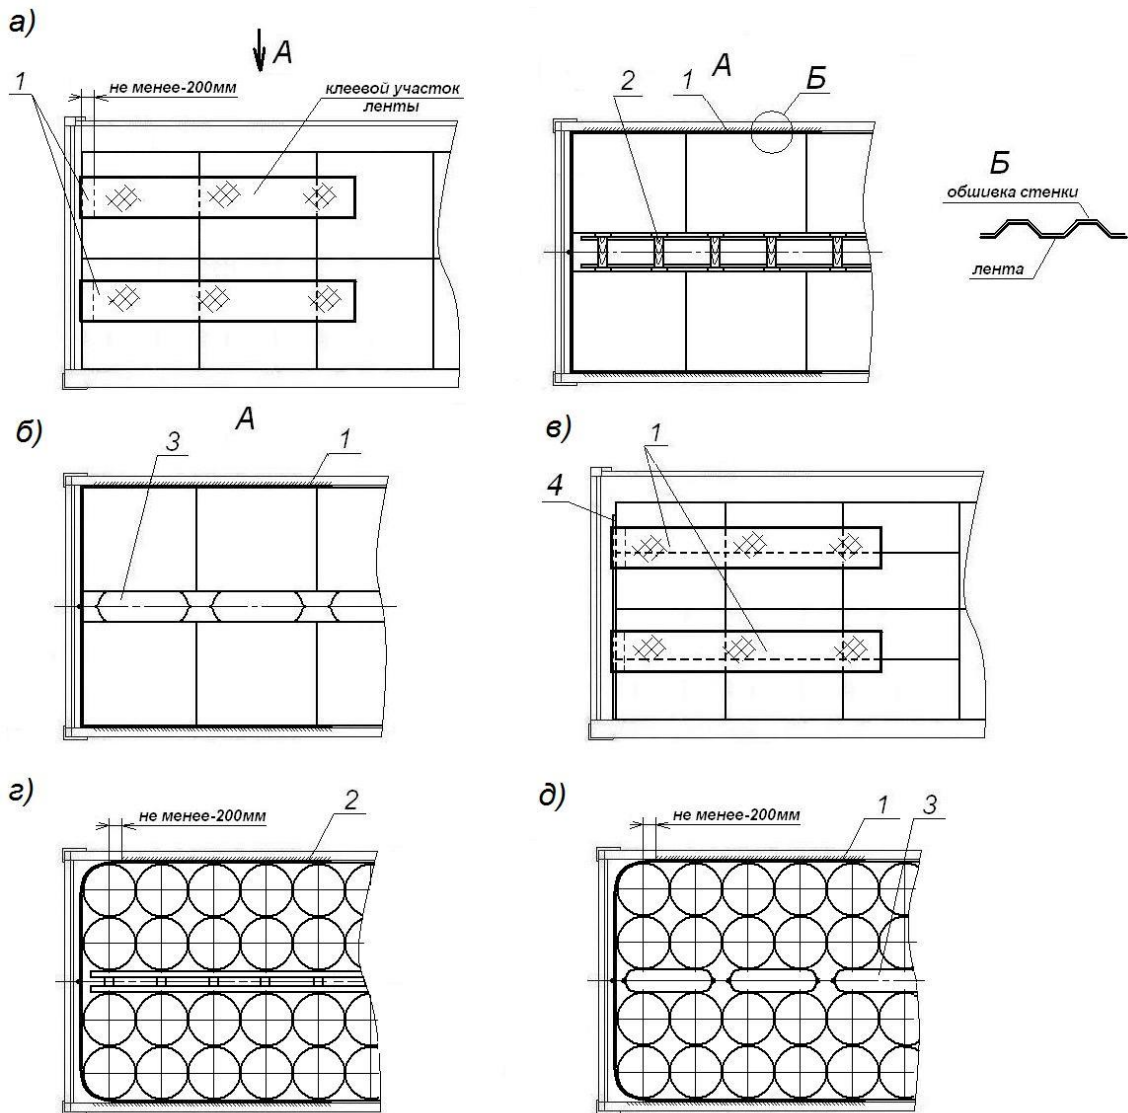 а)
А
1
не менее-200мм
клеевой участок
ленты
2
1
А
Б
Б
обшивка стенки
лента
б)
А
3
1
в)
1
4
г)
не менее-200мм
2
д)
не менее-200мм
1
3